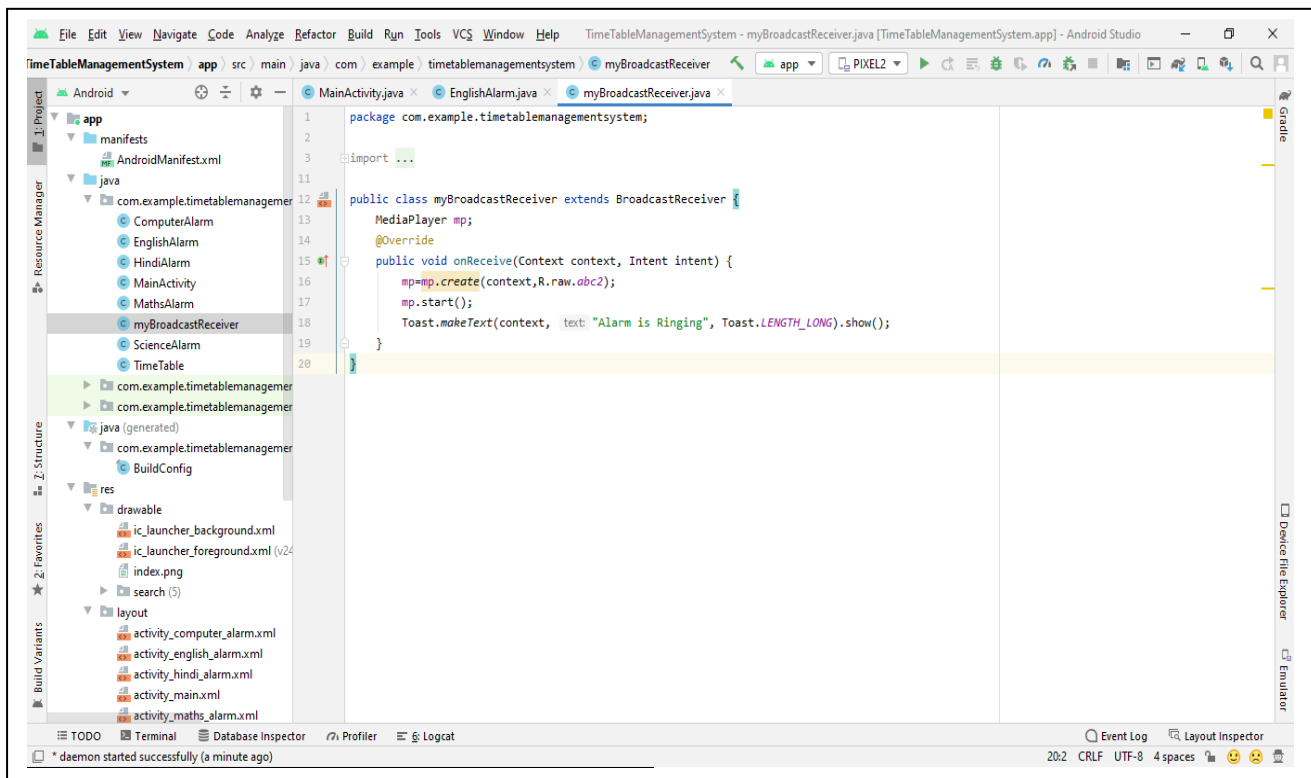 File Edit View Navigate Code Analyze Refactor Build Run Tools VCS Window Help TimeTableManagementSystem - myBroadcastReceiver.java [TimeTableManagementSystem.app] - Android Studio
TimeTableManagementSystem app src main java com example timetablemanagementsystem myBroadcastReceiver app PIXEL2
Android MainActivity.java EnglishAlarm.java myBroadcastReceiver.java
1: Project
Resource Manager
Z: Structure
2: Favorites
Build Variants
app
manifests
AndroidManifest.xml
java
com.example.timetablemanagemer
ComputerAlarm
EnglishAlarm
HindiAlarm
MainActivity
MathsAlarm
myBroadcastReceiver
ScienceAlarm
TimeTable
com.example.timetablemanagemer
com.example.timetablemanagemer
java (generated)
com.example.timetablemanagemer
BuildConfig
res
drawable
ic_launcher_background.xml
ic_launcher_foreground.xml (v24
index.png
search (5)
layout
activity_computer_alarm.xml
activity_english_alarm.xml
activity_hindi_alarm.xml
activity_main.xml
activity_maths_alarm.xml
1 package com.example.timetablemanagementsystem;
2
3 import ...
11
12 public class myBroadcastReceiver extends BroadcastReceiver {
13 MediaPlayer mp;
14 @Override
15 public void onReceive(Context context, Intent intent) {
16 mp=mp.create(context,R.raw.abc2);
17 mp.start();
18 Toast.makeText(context, text: "Alarm is Ringing", Toast.LENGTH_LONG).show();
19 }
20 }
Gradle
Device File Explorer
Emulator
TODO Terminal Database Inspector Profiler 6: Logcat Event Log Layout Inspector
* daemon started successfully (a minute ago) 20:2 CRLF UTF-8 4 spaces